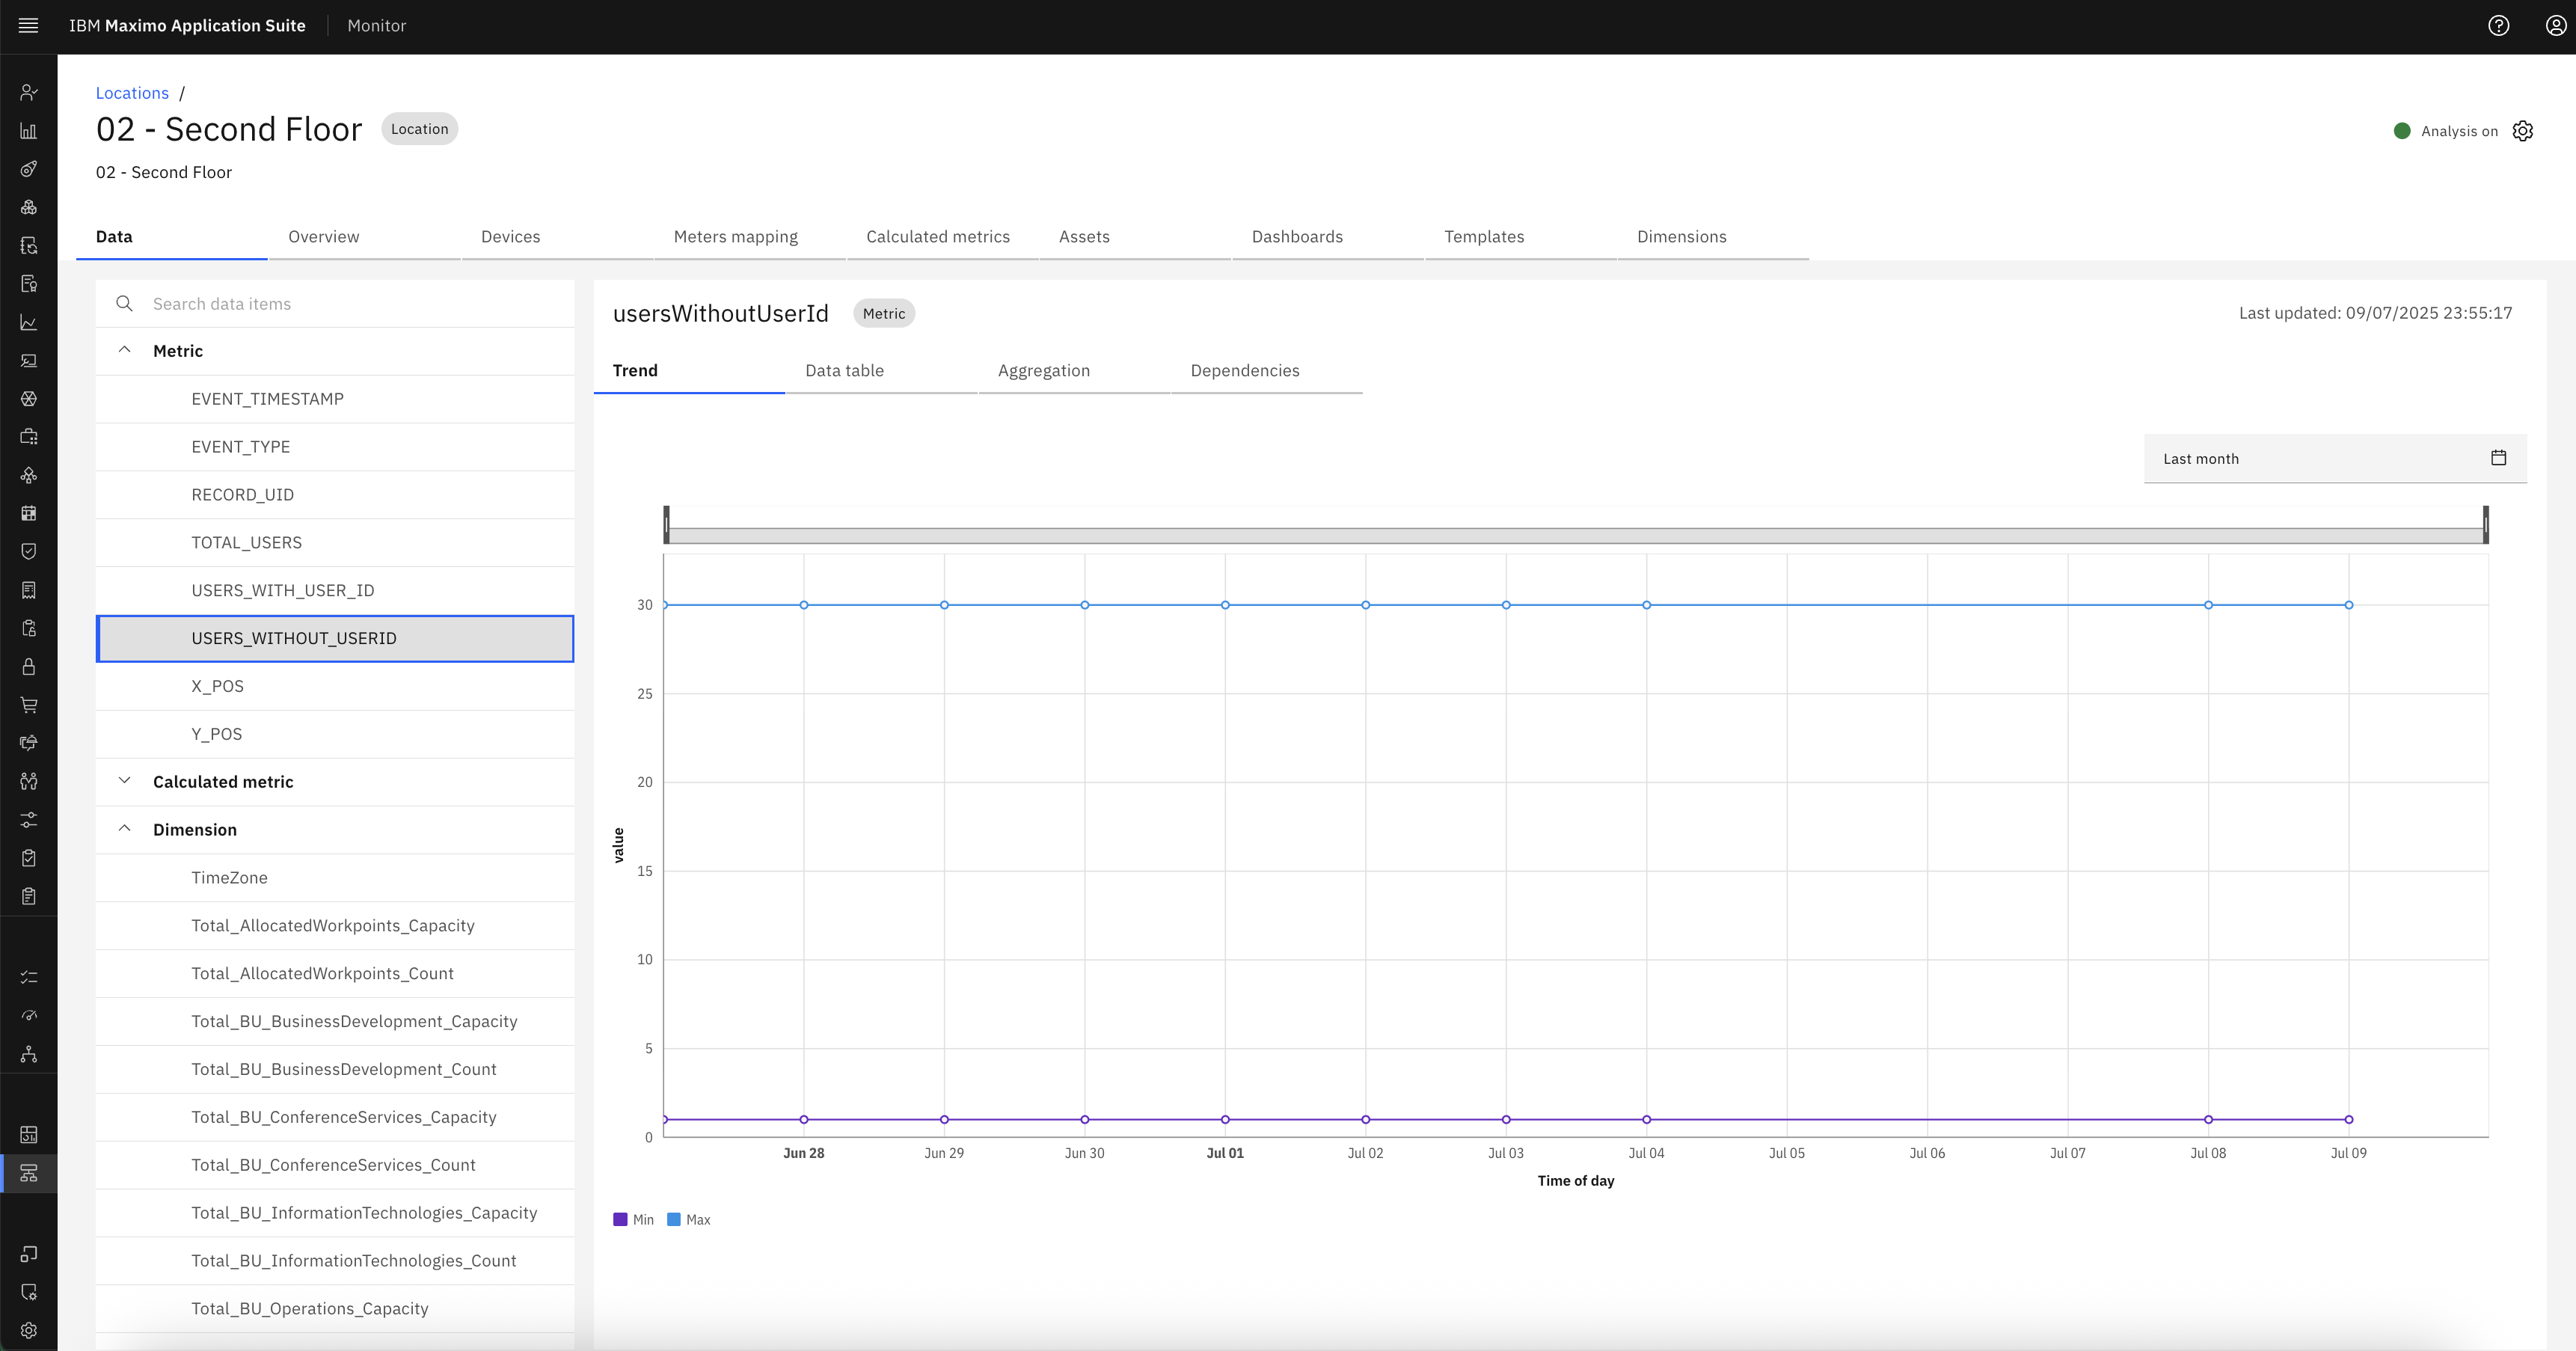 IBM Maximo Application Suite Monitor
Locations /
02 - Second Floor Location
02 - Second Floor
Analysis on
Data Overview Devices Meters mapping Calculated metrics Assets Dashboards Templates Dimensions
Search data items
Metric
EVENT_TIMESTAMP
EVENT_TYPE
RECORD_UID
TOTAL_USERS
USERS_WITH_USER_ID
USERS_WITHOUT_USERID
X_POS
Y_POS
Calculated metric
Dimension
TimeZone
Total_AllocatedWorkpoints_Capacity
Total_AllocatedWorkpoints_Count
Total_BU_BusinessDevelopment_Capacity
Total_BU_BusinessDevelopment_Count
Total_BU_ConferenceServices_Capacity
Total_BU_ConferenceServices_Count
Total_BU_InformationTechnologies_Capacity
Total_BU_InformationTechnologies_Count
Total_BU_Operations_Capacity
usersWithoutUserId Metric
Last updated: 09/07/2025 23:55:17
Trend Data table Aggregation Dependencies
Last month
30
25
20
15
10
5
0
value
Jun 28 Jun 29 Jun 30 Jul 01 Jul 02 Jul 03 Jul 04 Jul 05 Jul 06 Jul 07 Jul 08 Jul 09
Time of day
Min Max